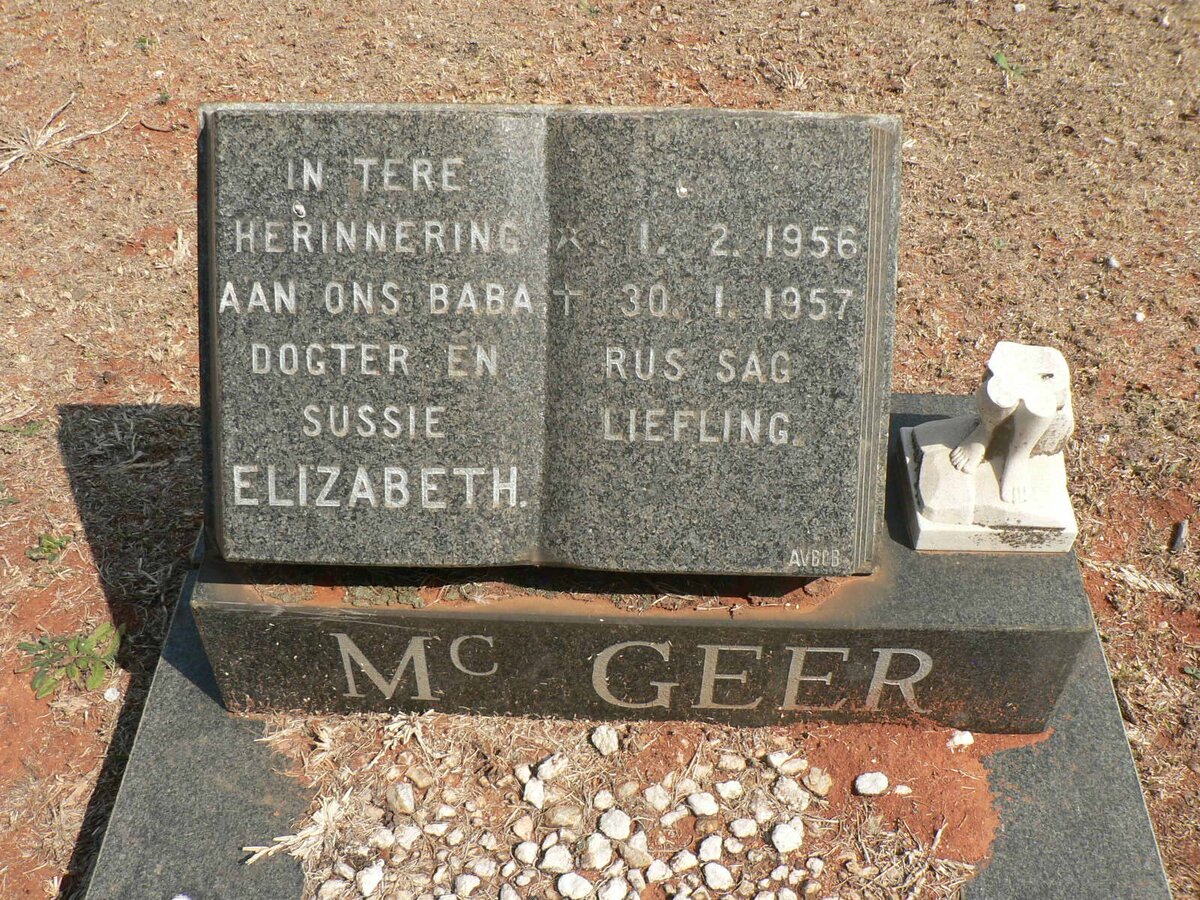 IN TERE
HERINNERING
AAN ONS BABA
DOGTER EN
SUSSIE
ELIZABETH.
× 1. 2. 1956
† 30. 1. 1957
RUS SAG
LIEFLING.
AVBOB
Mc GEER